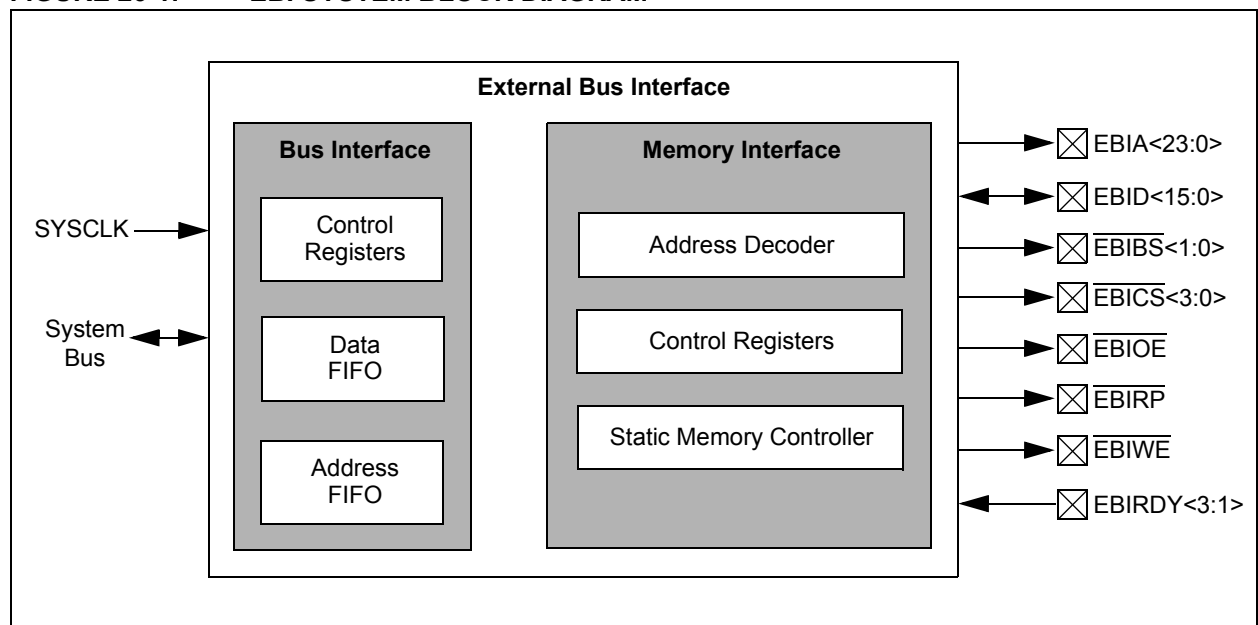 External Bus Interface
Bus Interface
Control
Registers
Data
FIFO
Address
FIFO
Memory Interface
Address Decoder
Control Registers
Static Memory Controller
SYSCLK
System
Bus
EBIA<23:0>
EBID<15:0>
EBIBS<1:0>
EBICS<3:0>
EBIOE
EBIRP
EBIWE
EBIRDY<3:1>